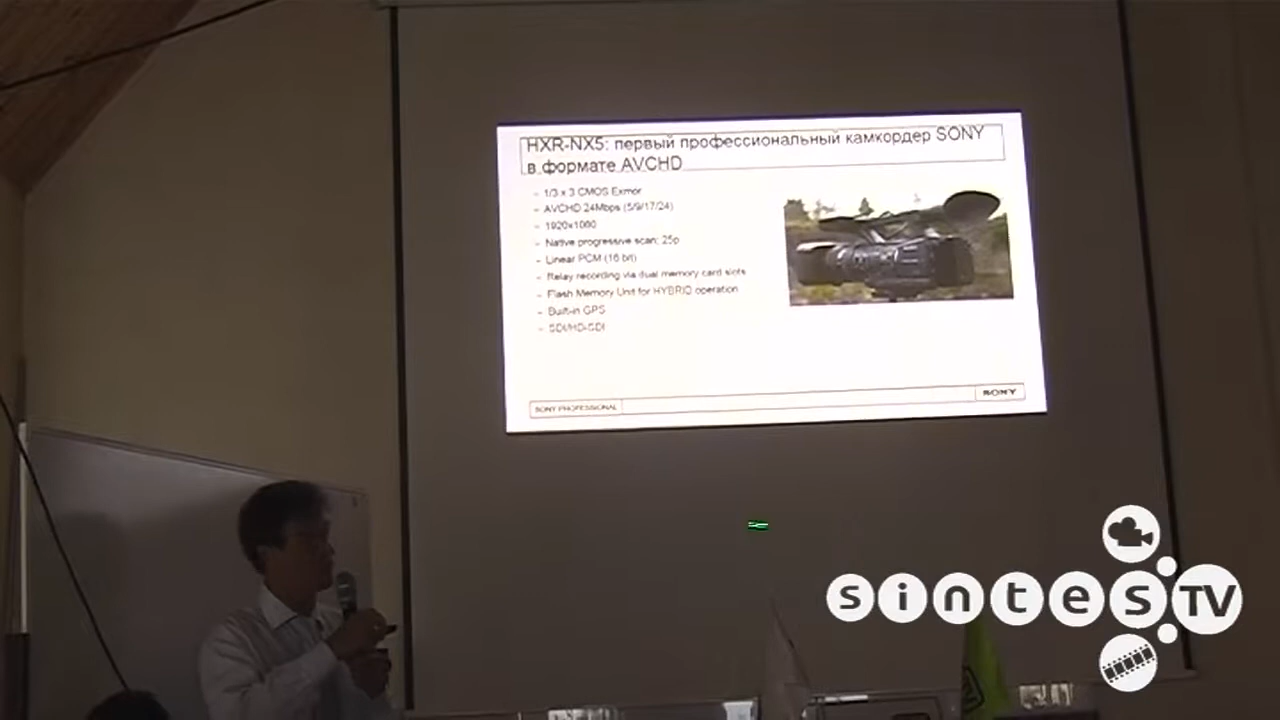 HXR-NX5: первый профессиональный камкордер SONY
в формате AVCHD
- 1/3 x 3 CMOS Exmor
- AVCHD 24Mbps (5/9/17/24)
- 1920x1080
- Native progressive scan: 25p
- Linear PCM (16 bit)
- Relay recording via dual memory card slots
- Flash Memory Unit for HYBRID operation
- Built-in GPS
- SDI/HD-SDI
SONY PROFESSIONAL
SONY
sintes.TV